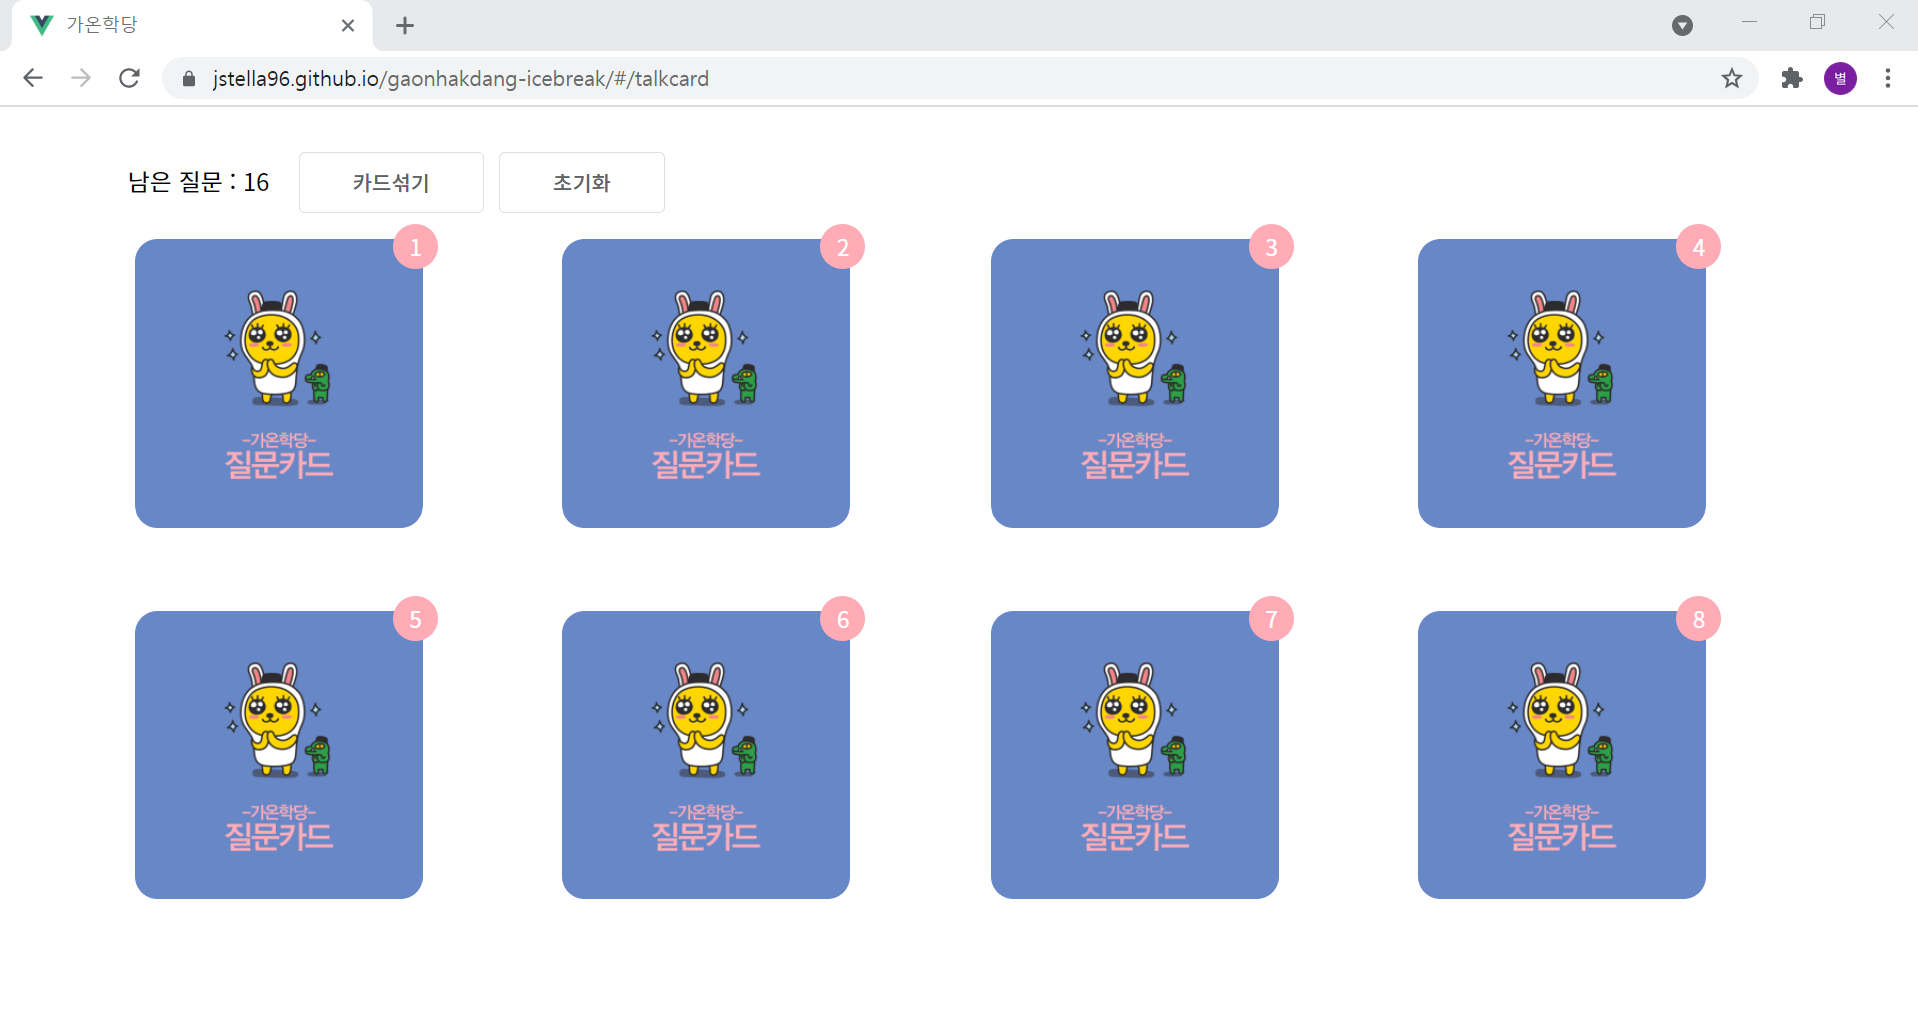 가온학당
jstella96.github.io/gaonhakdang-icebreak/#/talkcard
별
남은 질문 : 16
카드섞기
초기화
1
2
3
4
-가온학당-
질문카드
-가온학당-
질문카드
-가온학당-
질문카드
-가온학당-
질문카드
5
6
7
8
-가온학당-
질문카드
-가온학당-
질문카드
-가온학당-
질문카드
-가온학당-
질문카드